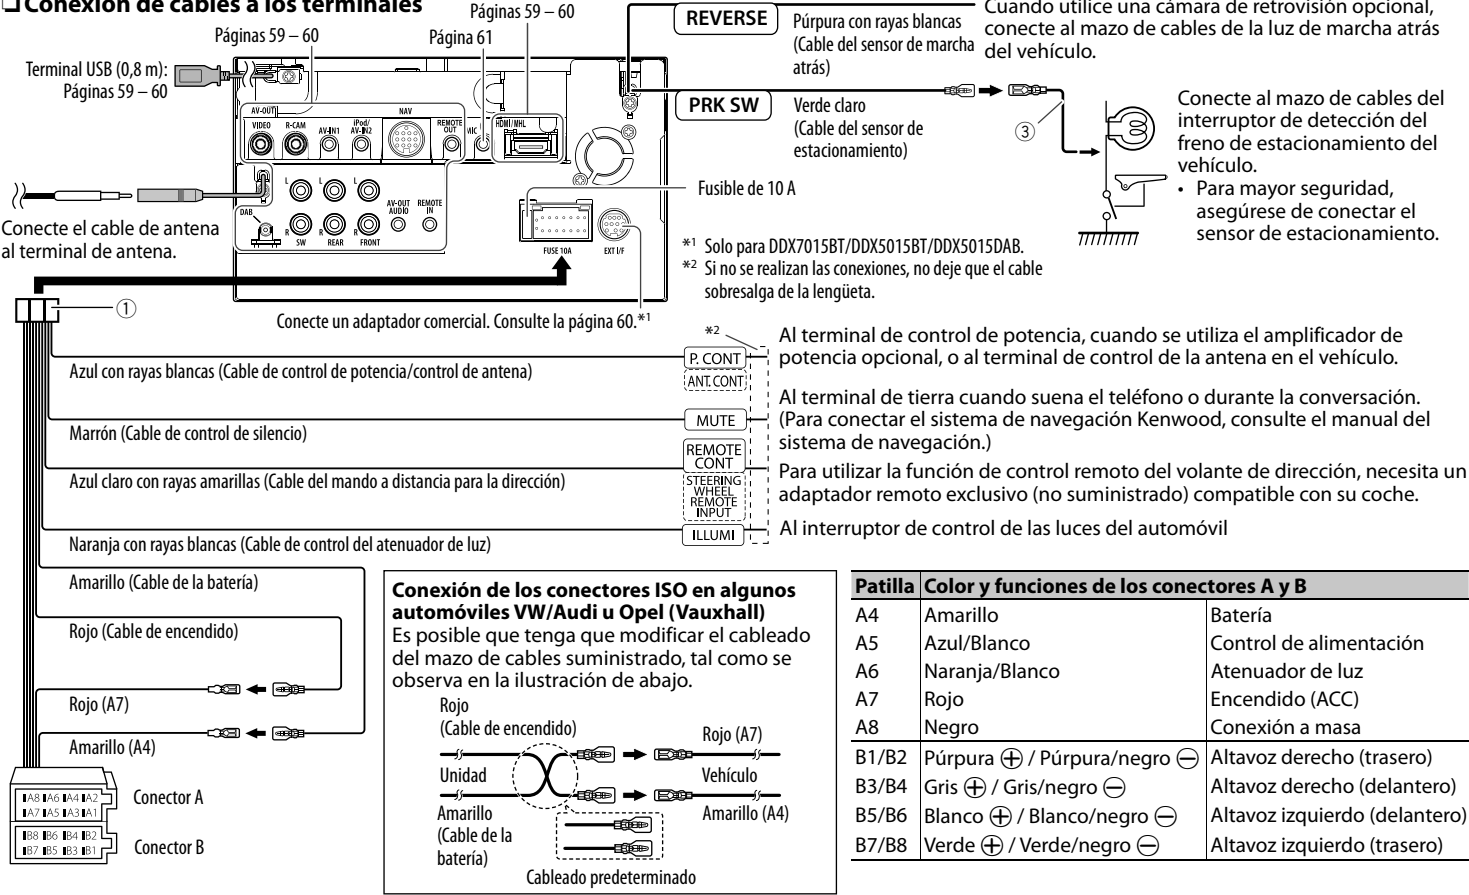 ❏ Conexión de cables a los terminales
Páginas 59 – 60
Páginas 59 – 60
Página 61
Terminal USB (0,8 m):
Páginas 59 – 60
REVERSE
Púrpura con rayas blancas
(Cable del sensor de marcha
atrás)
Cuando utilice una cámara de retrovisión opcional,
conecte al mazo de cables de la luz de marcha atrás
del vehículo.
PRK SW
Verde claro
(Cable del sensor de
estacionamiento)
③
Conecte al mazo de cables del
interruptor de detección del
freno de estacionamiento del
vehículo.
• Para mayor seguridad,
asegúrese de conectar el
sensor de estacionamiento.
AV-OUT
VIDEO
R-CAM
AV-IN1
iPod/
AV-IN2
NAV
REMOTE
OUT
MIC
HDMI/MHL
DAB
L
L
L
R
R
R
SW
REAR
FRONT
AV-OUT
AUDIO
REMOTE
IN
FUSE 10A
EXT I/F
Fusible de 10 A
Conecte el cable de antena
al terminal de antena.
*1 Solo para DDX7015BT/DDX5015BT/DDX5015DAB.
*2 Si no se realizan las conexiones, no deje que el cable
sobresalga de la lengüeta.
①
Conecte un adaptador comercial. Consulte la página 60.*1
*2
Azul con rayas blancas (Cable de control de potencia/control de antena)
P. CONT
ANT. CONT
Al terminal de control de potencia, cuando se utiliza el amplificador de
potencia opcional, o al terminal de control de la antena en el vehículo.
Marrón (Cable de control de silencio)
MUTE
Al terminal de tierra cuando suena el teléfono o durante la conversación.
(Para conectar el sistema de navegación Kenwood, consulte el manual del
sistema de navegación.)
Azul claro con rayas amarillas (Cable del mando a distancia para la dirección)
REMOTE
CONT
STEERING
WHEEL
REMOTE
INPUT
Para utilizar la función de control remoto del volante de dirección, necesita un
adaptador remoto exclusivo (no suministrado) compatible con su coche.
Naranja con rayas blancas (Cable de control del atenuador de luz)
ILLUMI
Al interruptor de control de las luces del automóvil
Amarillo (Cable de la batería)
Rojo (Cable de encendido)
Rojo (A7)
Amarillo (A4)
A8 A6 A4 A2
A7 A5 A3 A1
Conector A
B8 B6 B4 B2
B7 B5 B3 B1
Conector B
Conexión de los conectores ISO en algunos
automóviles VW/Audi u Opel (Vauxhall)
Es posible que tenga que modificar el cableado
del mazo de cables suministrado, tal como se
observa en la ilustración de abajo.
Rojo
(Cable de encendido)
Rojo (A7)
Unidad
Vehículo
Amarillo
(Cable de la
batería)
Amarillo (A4)
Cableado predeterminado
Patilla Color y funciones de los conectores A y B
A4 Amarillo Batería
A5 Azul/Blanco Control de alimentación
A6 Naranja/Blanco Atenuador de luz
A7 Rojo Encendido (ACC)
A8 Negro Conexión a masa
B1/B2 Púrpura ⊕ / Púrpura/negro ⊖ Altavoz derecho (trasero)
B3/B4 Gris ⊕ / Gris/negro ⊖ Altavoz derecho (delantero)
B5/B6 Blanco ⊕ / Blanco/negro ⊖ Altavoz izquierdo (delantero)
B7/B8 Verde ⊕ / Verde/negro ⊖ Altavoz izquierdo (trasero)